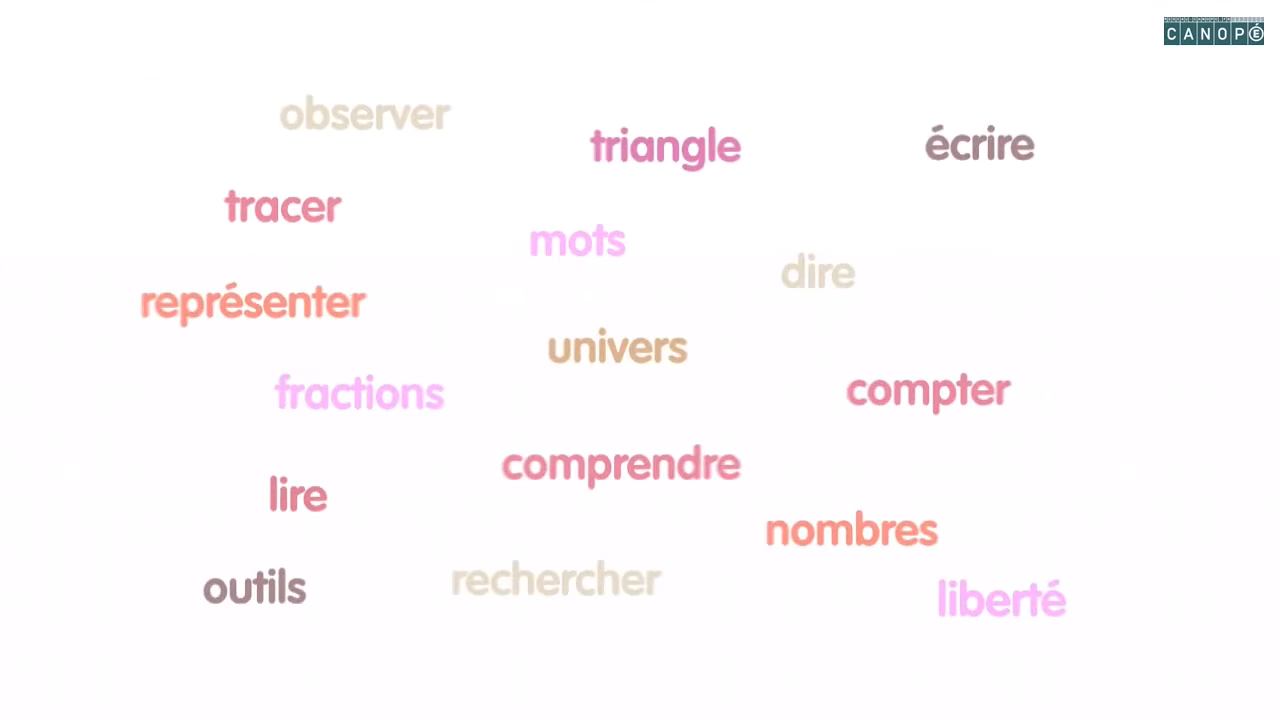 CANOPÉ
observer
triangle
écrire
tracer
mots
dire
représenter
univers
fractions
compter
comprendre
lire
nombres
outils
rechercher
liberté